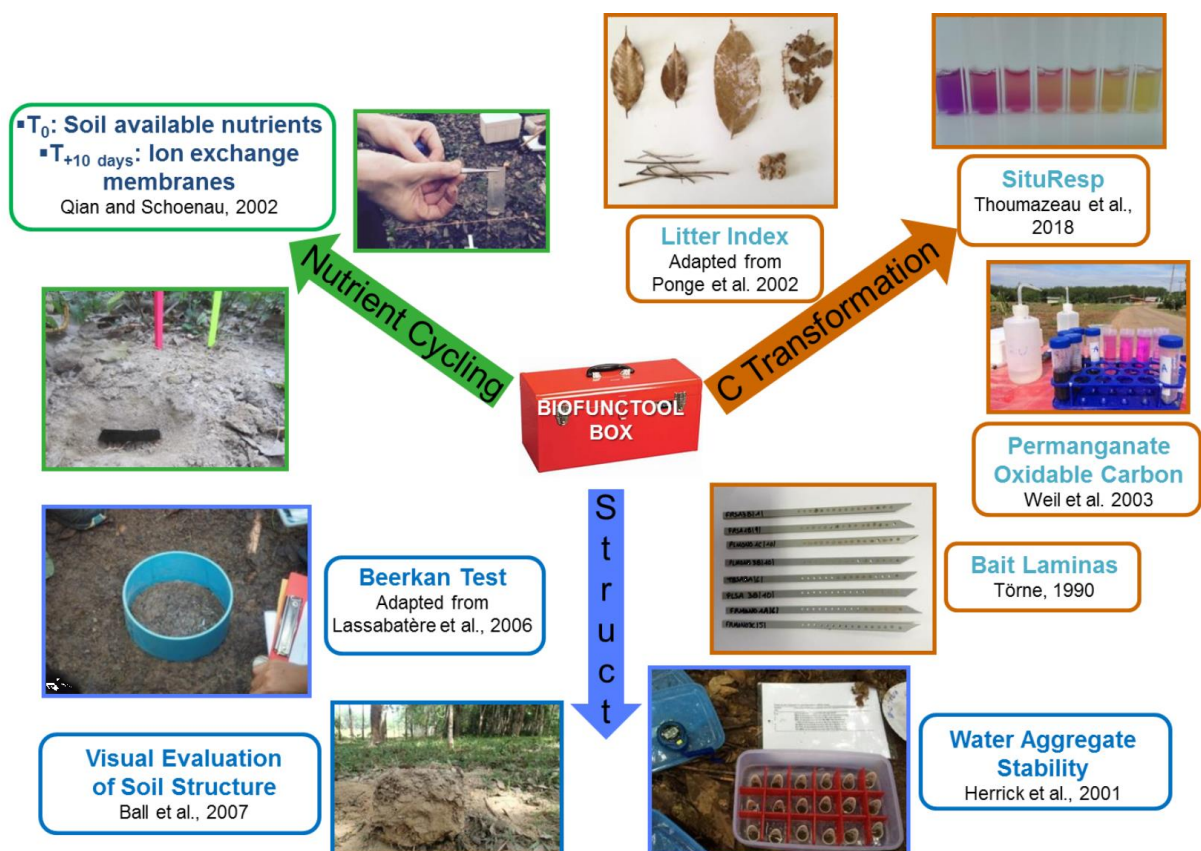 ▪T0: Soil available nutrients
▪T+10 days: Ion exchange
membranes
Qian and Schoenau, 2002
Litter Index
Adapted from
Ponge et al. 2002
SituResp
Thoumazeau et al.,
2018
Nutrient Cycling
C Transformation
BIOFUNCTOOL
BOX
Permanganate
Oxidable Carbon
Weil et al. 2003
Struct
Beerkan Test
Adapted from
Lassabatère et al., 2006
Bait Laminas
Törne, 1990
Visual Evaluation
of Soil Structure
Ball et al., 2007
Water Aggregate
Stability
Herrick et al., 2001